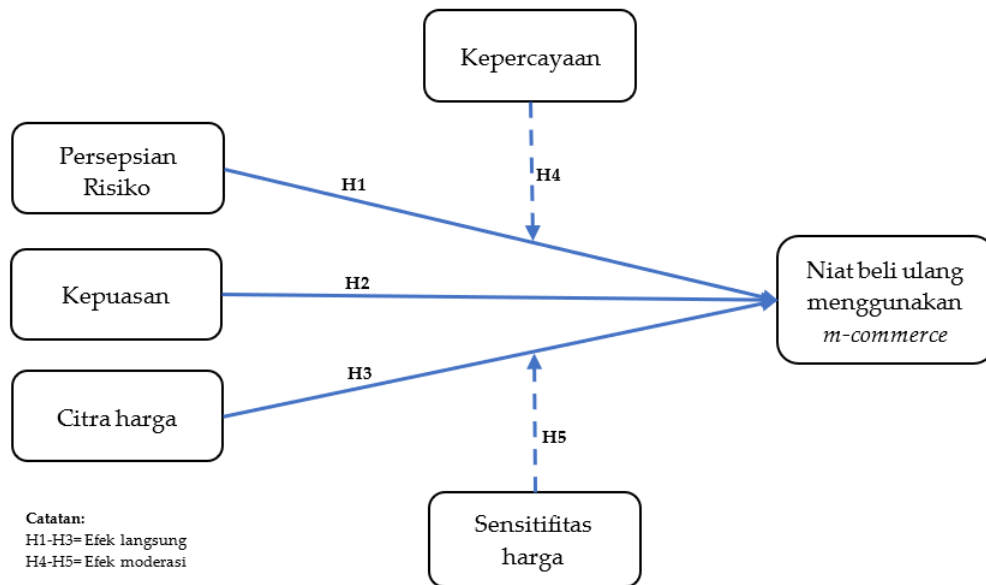 Kepercayaan
Persepsian
Risiko
H1
H4
Kepuasan
H2
Niat beli ulang
menggunakan
m-commerce
Citra harga
H3
H5
Sensitifitas
harga
Catatan:
H1-H3= Efek langsung
H4-H5= Efek moderasi